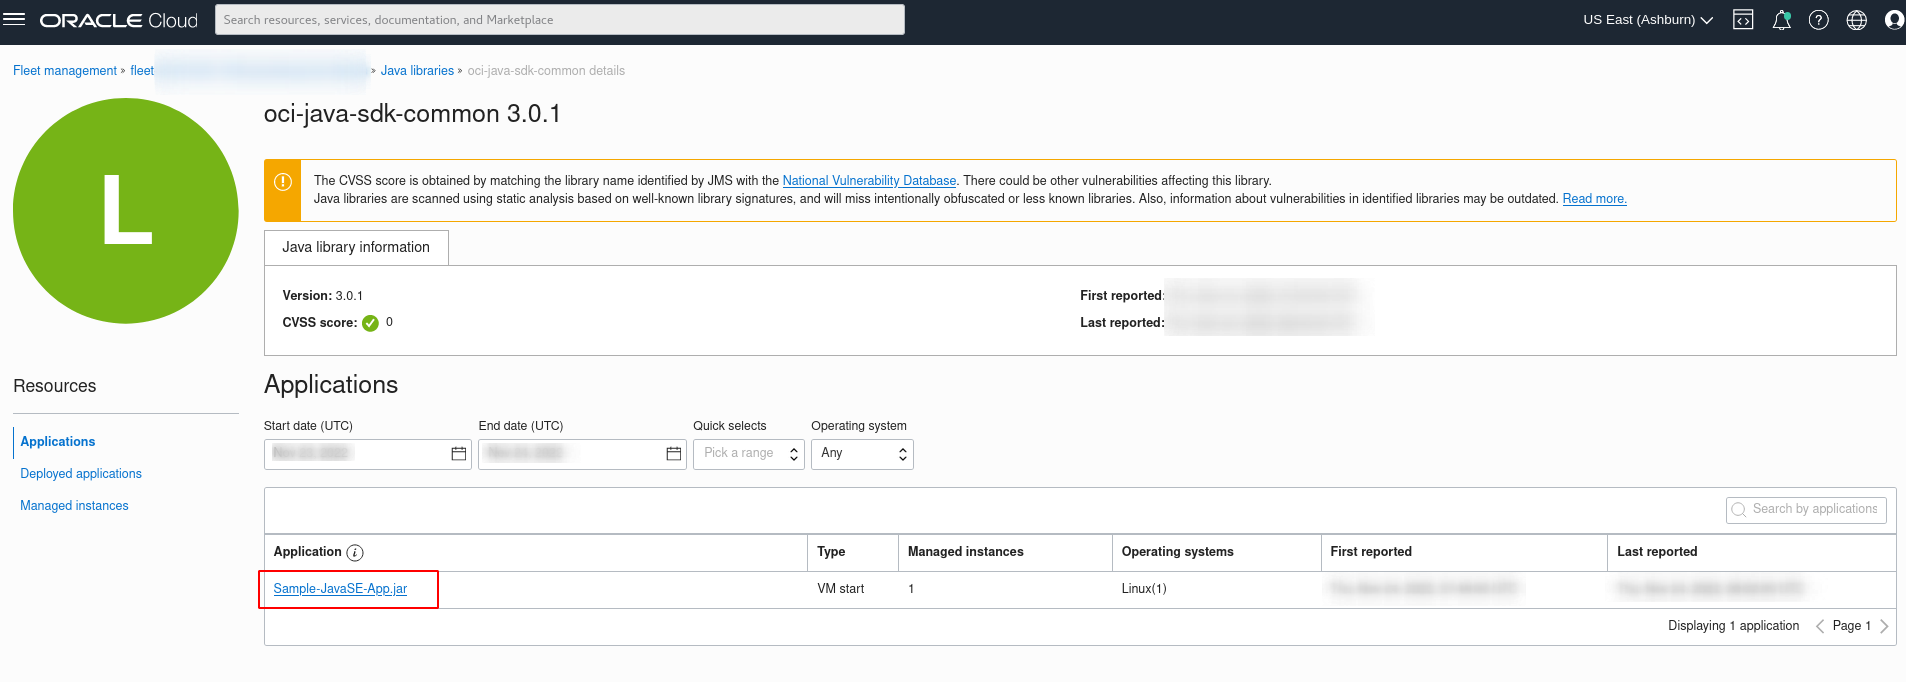 ORACLE Cloud
Search resources, services, documentation, and Marketplace
US East (Ashburn)
Fleet management » fleet » Java libraries » oci-java-sdk-common details
L
oci-java-sdk-common 3.0.1
The CVSS score is obtained by matching the library name identified by JMS with the National Vulnerability Database. There could be other vulnerabilities affecting this library.
Java libraries are scanned using static analysis based on well-known library signatures, and will miss intentionally obfuscated or less known libraries. Also, information about vulnerabilities in identified libraries may be outdated. Read more.
Java library information
Version: 3.0.1
CVSS score: 0
First reported:
Last reported:
Resources
Applications
Deployed applications
Managed instances
Applications
Start date (UTC) End date (UTC) Quick selects Operating system
Pick a range Any
Search by applications
Application Type Managed instances Operating systems First reported Last reported
Sample-JavaSE-App.jar VM start 1 Linux(1)
Displaying 1 application Page 1